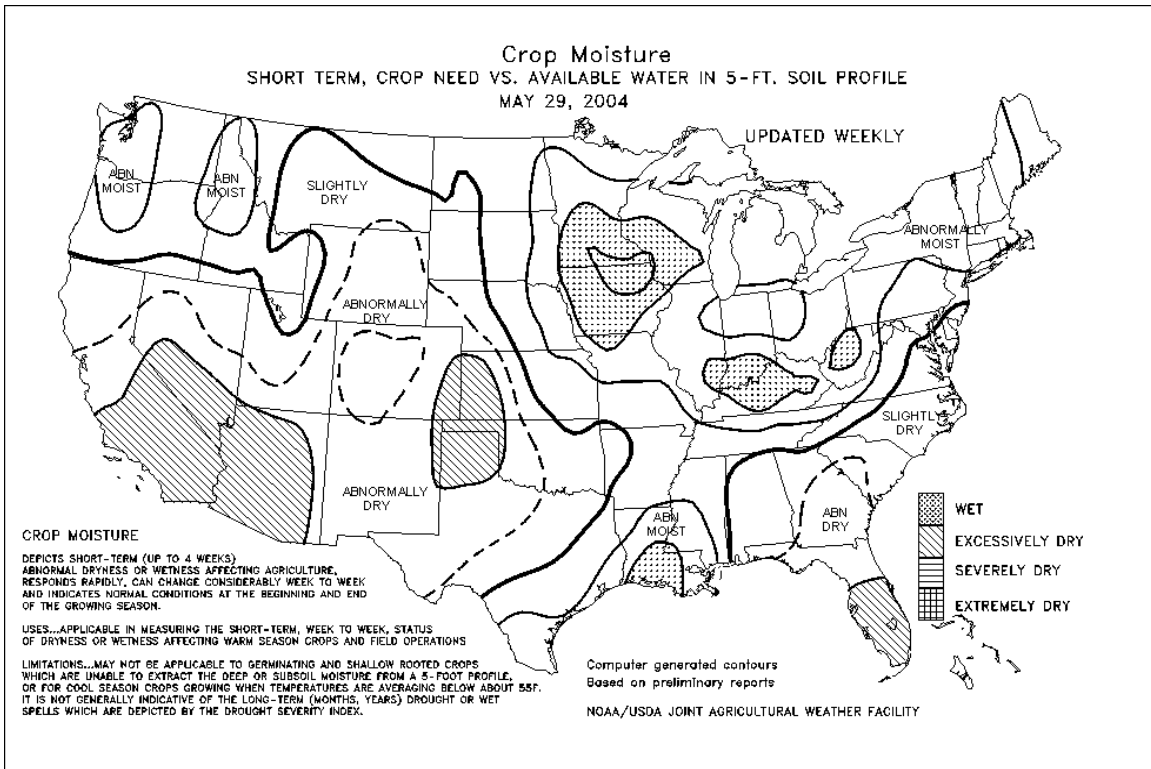 Crop Moisture
SHORT TERM, CROP NEED VS. AVAILABLE WATER IN 5-FT. SOIL PROFILE
MAY 29, 2004
UPDATED WEEKLY
ABN
MOIST
ABN
MOIST
SLIGHTLY
DRY
ABNORMALLY
MOIST
ABNORMALLY
DRY
SLIGHTLY
DRY
ABNORMALLY
DRY
ABN
MOIST
ABN
DRY
WET
EXCESSIVELY DRY
SEVERELY DRY
EXTREMELY DRY
CROP MOISTURE
DEPICTS SHORT-TERM (UP TO 4 WEEKS)
ABNORMAL DRYNESS OR WETNESS AFFECTING AGRICULTURE,
RESPONDS RAPIDLY, CAN CHANGE CONSIDERABLY WEEK TO WEEK
AND INDICATES NORMAL CONDITIONS AT THE BEGINNING AND END
OF THE GROWING SEASON.
USES...APPLICABLE IN MEASURING THE SHORT-TERM, WEEK TO WEEK, STATUS
OF DRYNESS OR WETNESS AFFECTING WARM SEASON CROPS AND FIELD OPERATIONS
LIMITATIONS...MAY NOT BE APPLICABLE TO GERMINATING AND SHALLOW ROOTED CROPS
WHICH ARE UNABLE TO EXTRACT THE DEEP OR SUBSOIL MOISTURE FROM A 5-FOOT PROFILE,
OR FOR COOL SEASON CROPS GROWING WHEN TEMPERATURES ARE AVERAGING BELOW ABOUT 55F.
IT IS NOT GENERALLY INDICATIVE OF THE LONG-TERM (MONTHS, YEARS) DROUGHT OR WET
SPELLS WHICH ARE DEPICTED BY THE DROUGHT SEVERITY INDEX.
Computer generated contours
Based on preliminary reports
NOAA/USDA JOINT AGRICULTURAL WEATHER FACILITY